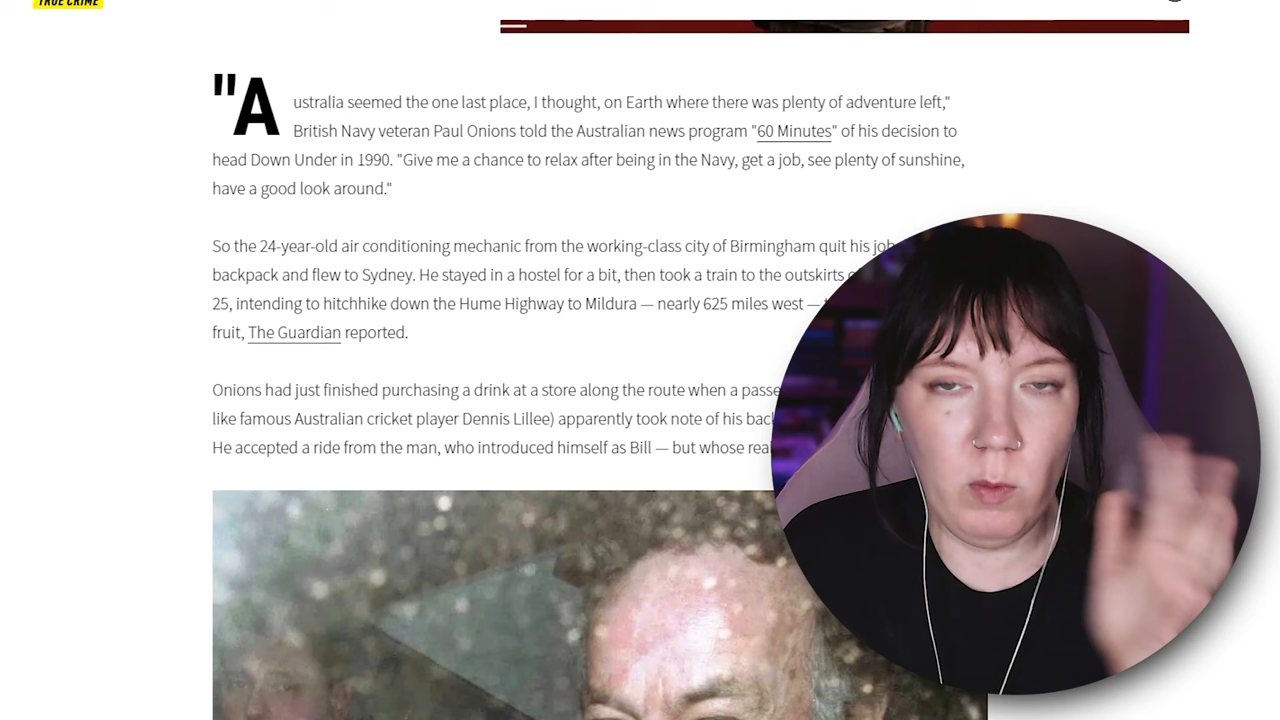 TRUE CRIME
"Australia seemed the one last place, I thought, on Earth where there was plenty of adventure left,"
British Navy veteran Paul Onions told the Australian news program "60 Minutes" of his decision to
head Down Under in 1990. "Give me a chance to relax after being in the Navy, get a job, see plenty of sunshine,
have a good look around."
So the 24-year-old air conditioning mechanic from the working-class city of Birmingham quit his job
backpack and flew to Sydney. He stayed in a hostel for a bit, then took a train to the outskirts
25, intending to hitchhike down the Hume Highway to Mildura — nearly 625 miles west —
fruit, The Guardian reported.
Onions had just finished purchasing a drink at a store along the route when a
like famous Australian cricket player Dennis Lillee) apparently took note of his
He accepted a ride from the man, who introduced himself as Bill — but whose